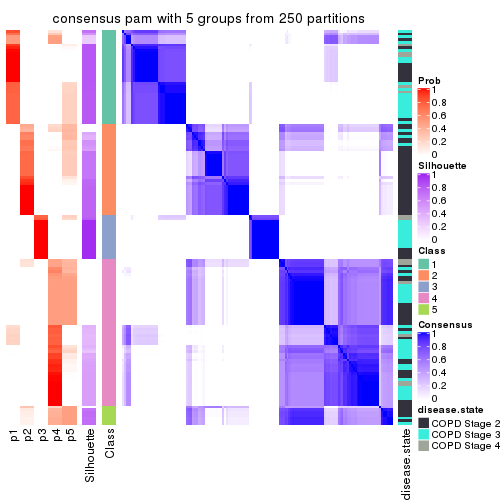 consensus pam with 5 groups from 250 partitions
p1
p2
p3
p4
p5
Silhouette
Class
disease.state
Prob
1
0.8
0.6
0.4
0.2
0
Silhouette
1
0.8
0.6
0.4
0.2
0
Class
1
2
3
4
5
Consensus
1
0.8
0.6
0.4
0.2
0
disease.state
COPD Stage 2
COPD Stage 3
COPD Stage 4